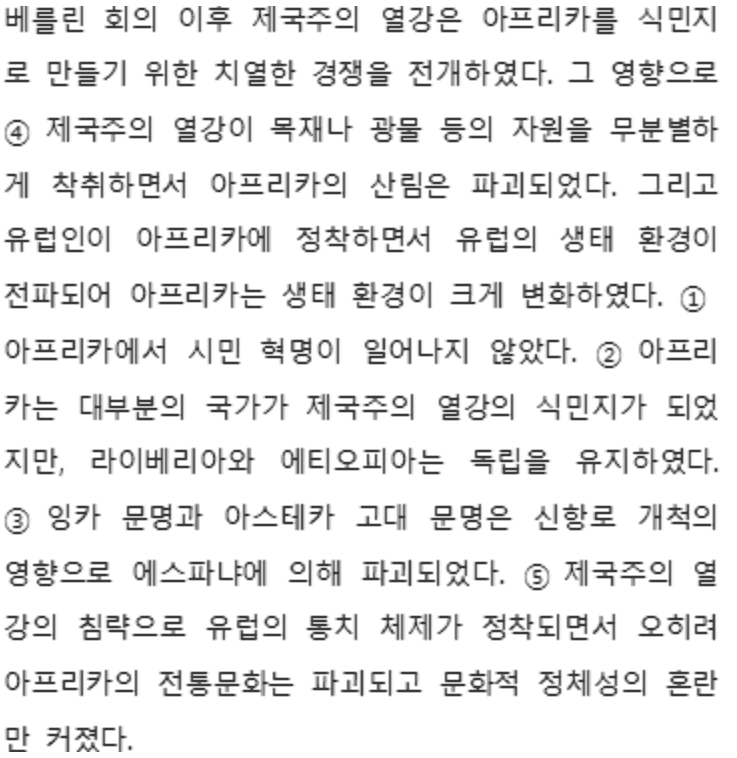 베를린 회의 이후 제국주의 열강은 아프리카를 식민지
로 만들기 위한 치열한 경쟁을 전개하였다. 그 영향으로
④ 제국주의 열강이 목재나 광물 등의 자원을 무분별하
게 착취하면서 아프리카의 산림은 파괴되었다. 그리고
유럽인이 아프리카에 정착하면서 유럽의 생태 환경이
전파되어 아프리카는 생태 환경이 크게 변화하였다. ①
아프리카에서 시민 혁명이 일어나지 않았다. ② 아프리
카는 대부분의 국가가 제국주의 열강의 식민지가 되었
지만, 라이베리아와 에티오피아는 독립을 유지하였다.
③ 잉카 문명과 아스테카 고대 문명은 신항로 개척의
영향으로 에스파냐에 의해 파괴되었다. ⑤ 제국주의 열
강의 침략으로 유럽의 통치 체제가 정착되면서 오히려
아프리카의 전통문화는 파괴되고 문화적 정체성의 혼란
만 커졌다.